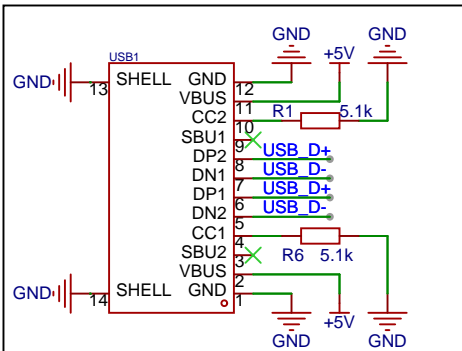 GND
GND
+5V
USB1
GND
13
SHELL
GND
12
VBUS
11
R1
5.1k
CC2
10
SBU1
9
DP2
USB_D+
8
DN1
USB_D-
7
DP1
USB_D+
6
DN2
USB_D-
5
CC1
4
R6
5.1k
SBU2
3
VBUS
2
GND
14
SHELL
GND
1
+5V
GND
GND